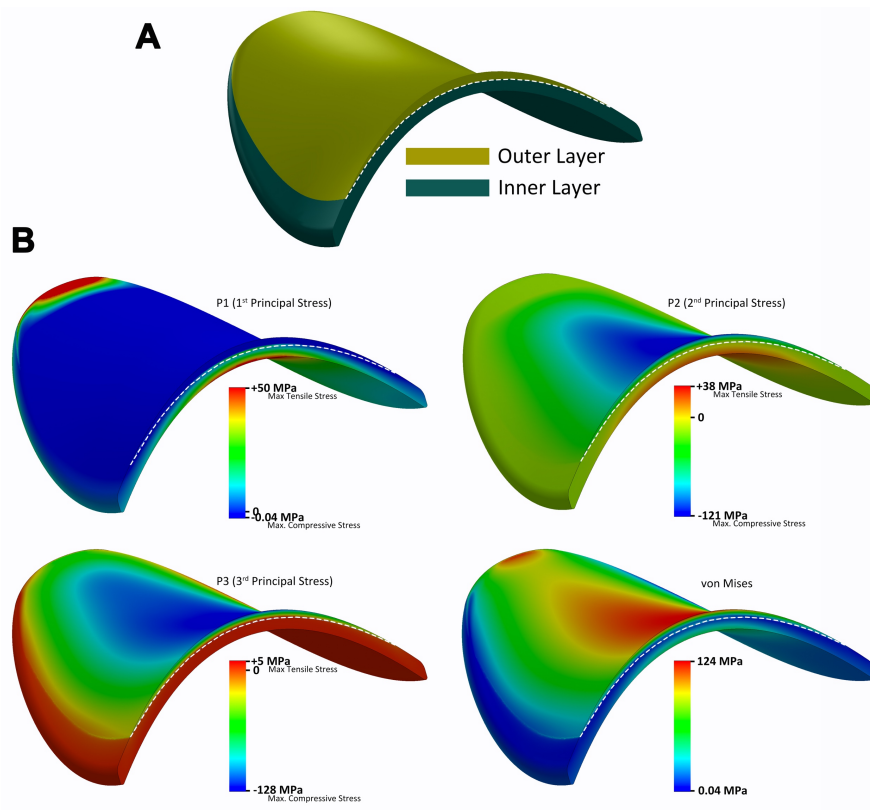 A
Outer Layer
Inner Layer
B
P1 (1st Principal Stress)
+50 MPa
Max Tensile Stress
0
-0.04 MPa
Max. Compressive Stress
P2 (2nd Principal Stress)
+38 MPa
Max Tensile Stress
0
-121 MPa
Max. Compressive Stress
P3 (3rd Principal Stress)
+5 MPa
Max Tensile Stress
0
-128 MPa
Max. Compressive Stress
von Mises
124 MPa
0.04 MPa